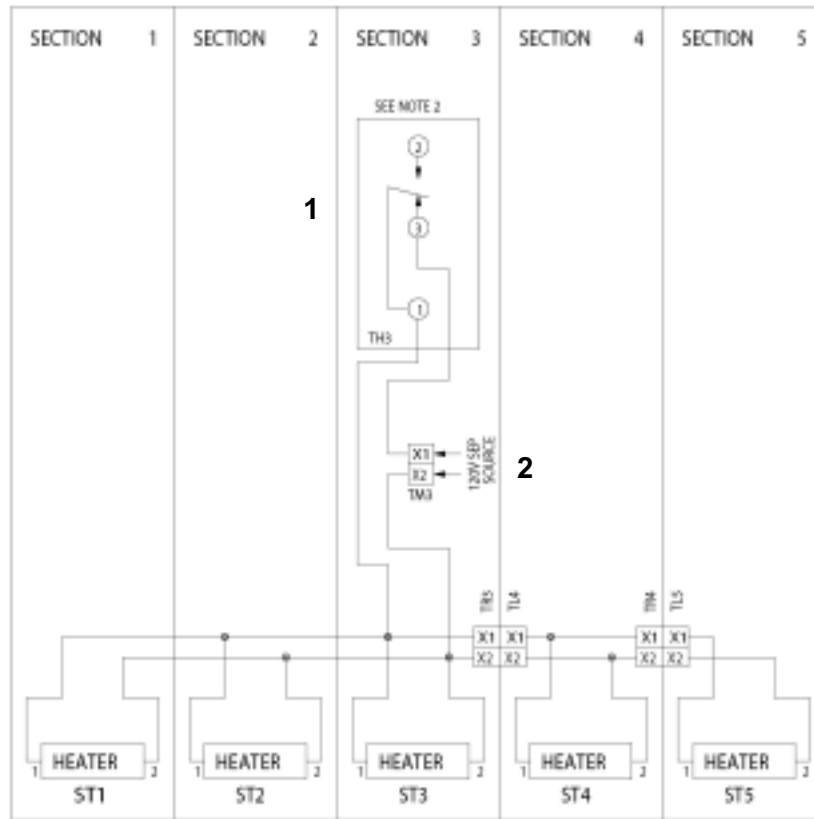 SECTION 1
SECTION 2
SECTION 3
SECTION 4
SECTION 5
SEE NOTE 2
2
1
3
1
TH3
X1
X2
TM3
120V SEP
SOURCE
2
TR3
TL4
TR4
TL5
X1 X1
X2 X2
X1 X1
X2 X2
1 HEATER 2
ST1
1 HEATER 2
ST2
1 HEATER 2
ST3
1 HEATER 2
ST4
1 HEATER 2
ST5